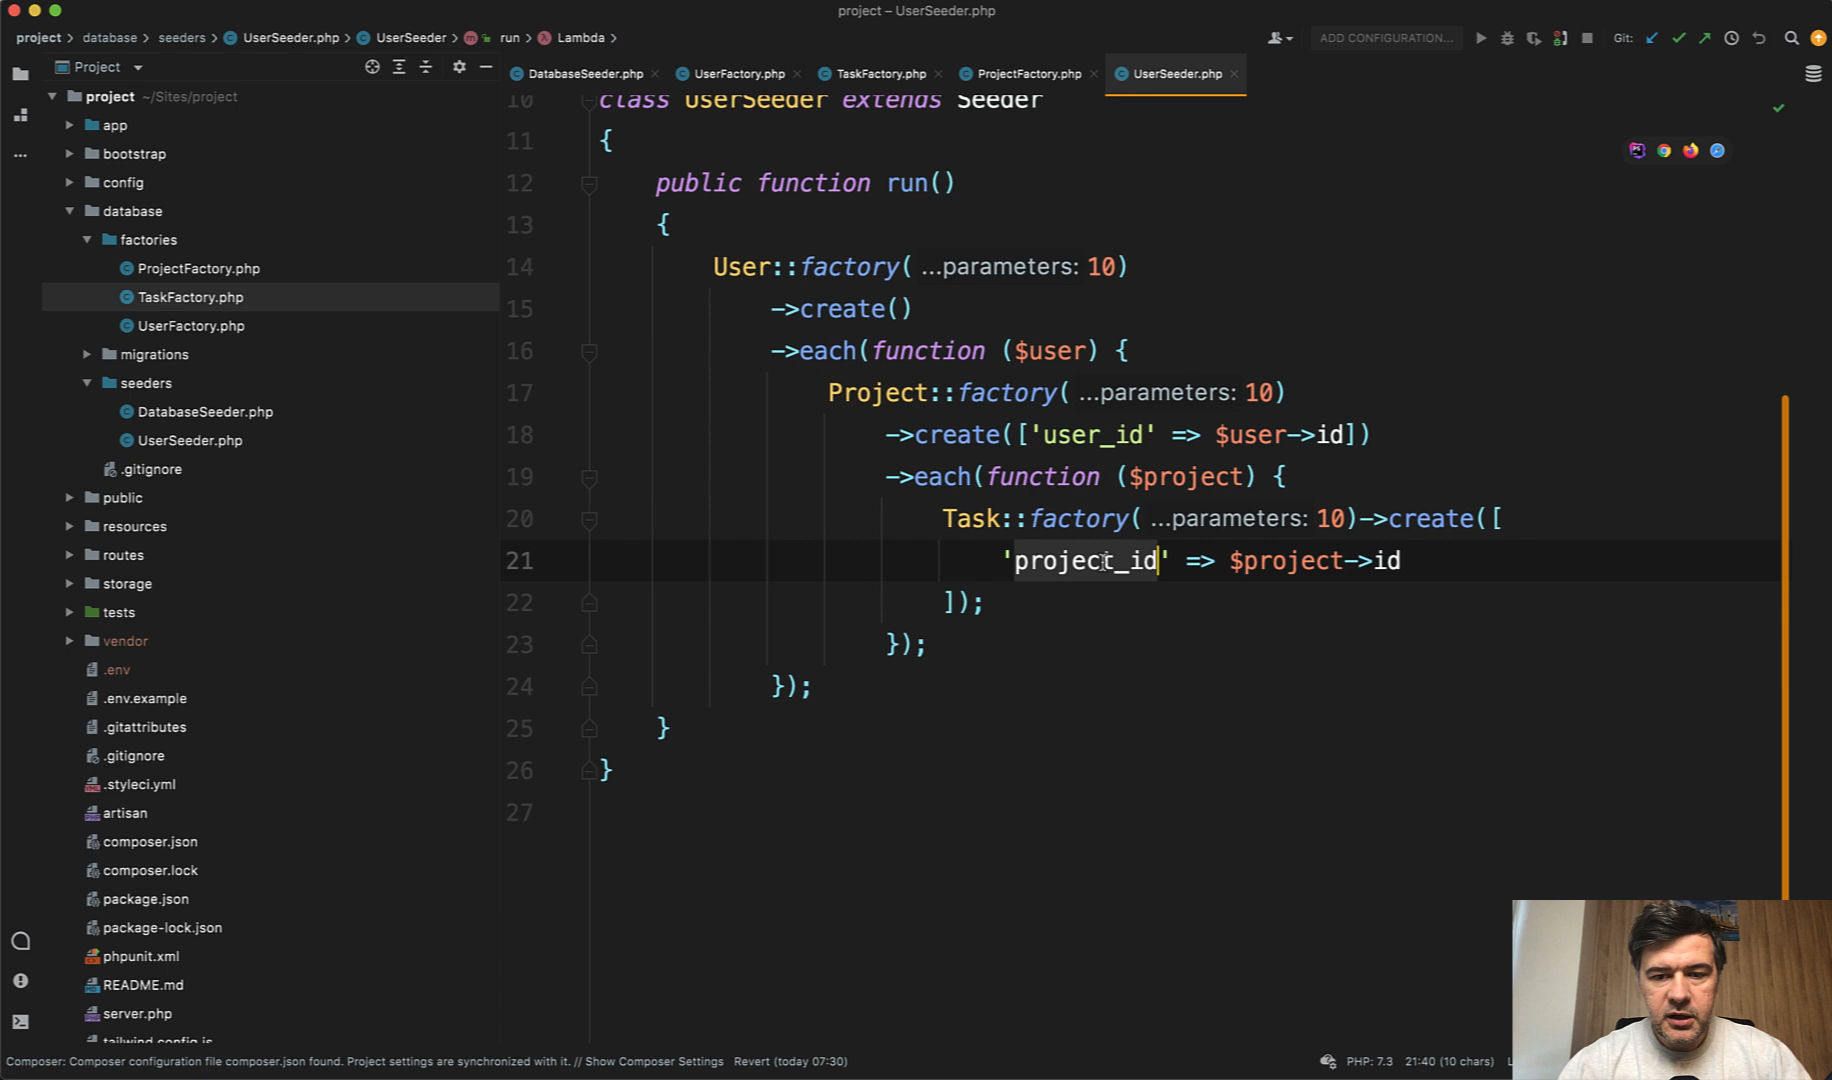 project – UserSeeder.php
project > database > seeders > UserSeeder.php > UserSeeder > run > Lambda >
ADD CONFIGURATION...
Git:
Project
DatabaseSeeder.php
UserFactory.php
TaskFactory.php
ProjectFactory.php
UserSeeder.php
project ~/Sites/project
app
bootstrap
config
database
factories
ProjectFactory.php
TaskFactory.php
UserFactory.php
migrations
seeders
DatabaseSeeder.php
UserSeeder.php
.gitignore
public
resources
routes
storage
tests
vendor
.env
.env.example
.gitattributes
.gitignore
.styleci.yml
artisan
composer.json
composer.lock
package.json
package-lock.json
phpunit.xml
README.md
server.php
tailwind.config.js
10 class UserSeeder extends Seeder
11 {
12 public function run()
13 {
14 User::factory( ...parameters: 10)
15 ->create()
16 ->each(function ($user) {
17 Project::factory( ...parameters: 10)
18 ->create(['user_id' => $user->id])
19 ->each(function ($project) {
20 Task::factory( ...parameters: 10)->create([
21 'project_id' => $project->id
22 ]);
23 });
24 });
25 }
26 }
27
Composer: Composer configuration file composer.json found. Project settings are synchronized with it. // Show Composer Settings Revert (today 07:30)
PHP: 7.3
21:40 (10 chars)